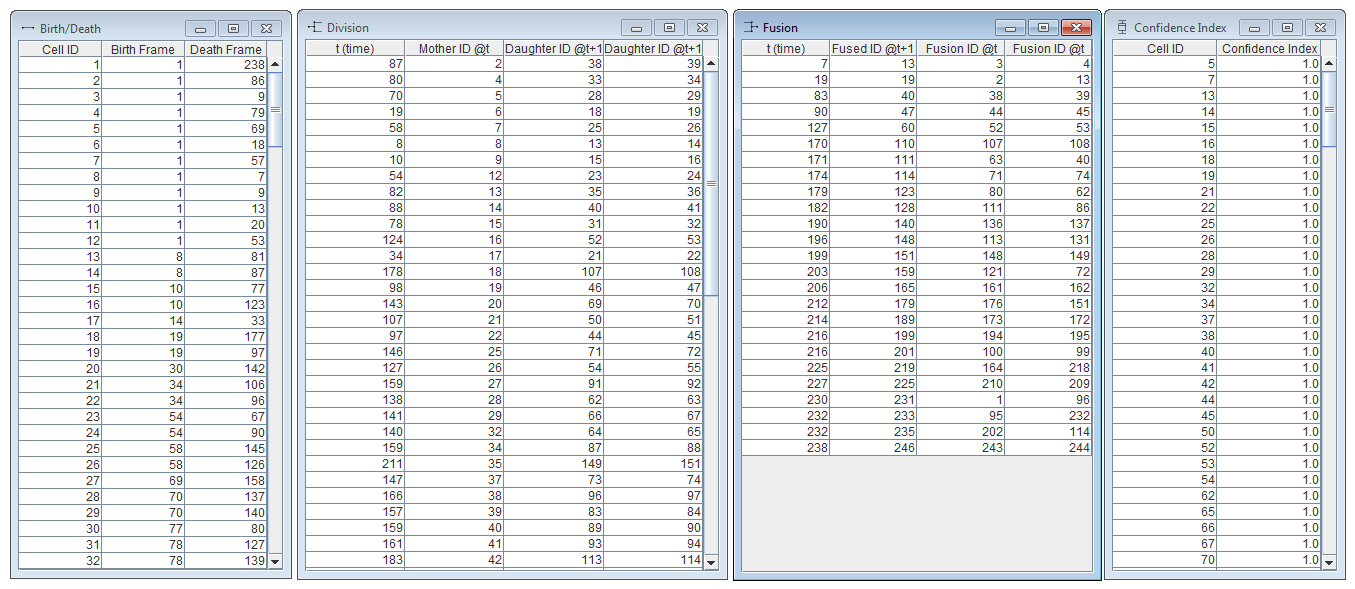 Birth/Death
Cell ID Birth Frame Death Frame
1 1 238
2 1 86
3 1 9
4 1 79
5 1 69
6 1 18
7 1 57
8 1 7
9 1 9
10 1 13
11 1 20
12 1 53
13 8 81
14 8 87
15 10 77
16 10 123
17 14 33
18 19 177
19 19 97
20 30 142
21 34 106
22 34 96
23 54 67
24 54 90
25 58 145
26 58 126
27 69 158
28 70 137
29 70 140
30 77 80
31 78 127
32 78 139
Division
t (time) Mother ID @t Daughter ID @t+1 Daughter ID @t+1
87 2 38 39
80 4 33 34
70 5 28 29
19 6 18 19
58 7 25 26
8 8 13 14
10 9 15 16
54 12 23 24
82 13 35 36
88 14 40 41
78 15 31 32
124 16 52 53
34 17 21 22
178 18 107 108
98 19 46 47
143 20 69 70
107 21 50 51
97 22 44 45
146 25 71 72
127 26 54 55
159 27 91 92
138 28 62 63
141 29 66 67
140 32 64 65
159 34 87 88
211 35 149 151
147 37 73 74
166 38 96 97
157 39 83 84
159 40 89 90
161 41 93 94
183 42 113 114
Fusion
t (time) Fused ID @t+1 Fusion ID @t Fusion ID @t
7 13 3 4
19 19 2 13
83 40 38 39
90 47 44 45
127 60 52 53
170 110 107 108
171 111 63 40
174 114 71 74
179 123 80 62
182 128 111 86
190 140 136 137
196 148 113 131
199 151 148 149
203 159 121 72
206 165 161 162
212 179 176 151
214 189 173 172
216 199 194 195
216 201 100 99
225 219 164 218
227 225 210 209
230 231 1 96
232 233 95 232
232 235 202 114
238 246 243 244
Confidence Index
Cell ID Confidence Index
5 1.0
7 1.0
13 1.0
14 1.0
15 1.0
16 1.0
18 1.0
19 1.0
21 1.0
22 1.0
25 1.0
26 1.0
28 1.0
29 1.0
32 1.0
34 1.0
37 1.0
38 1.0
40 1.0
41 1.0
42 1.0
44 1.0
45 1.0
50 1.0
52 1.0
53 1.0
54 1.0
62 1.0
65 1.0
66 1.0
67 1.0
70 1.0